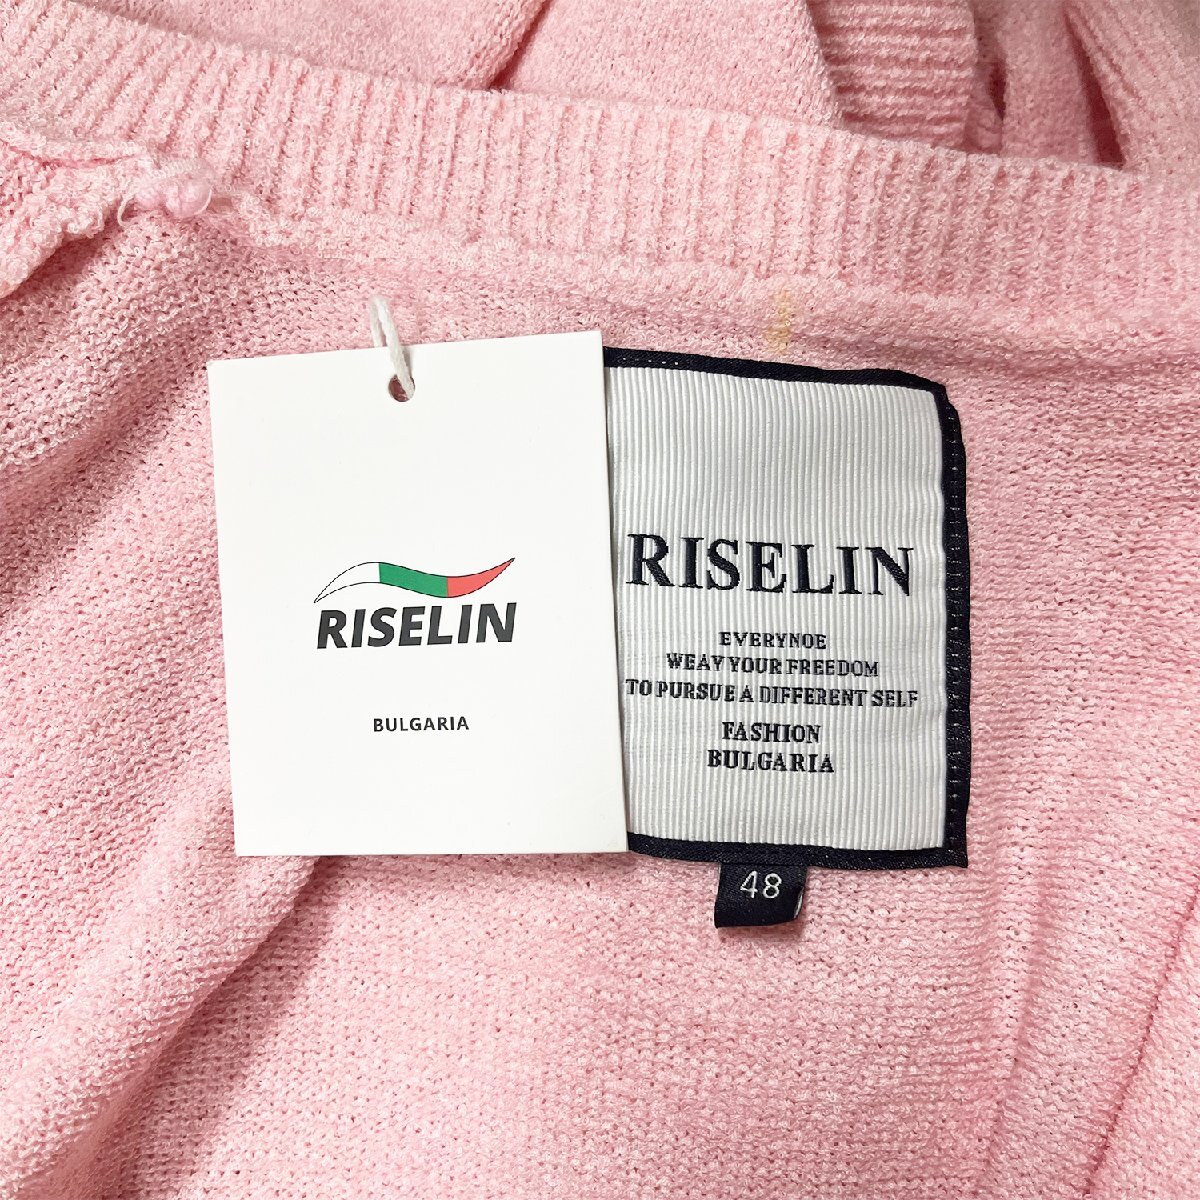 RISELIN
BULGARIA
RISELIN
EVERYNOE
WEAY YOUR FREEDOM
TO PURSUE A DIFFERENT SELF
FASHION
BULGARIA
48